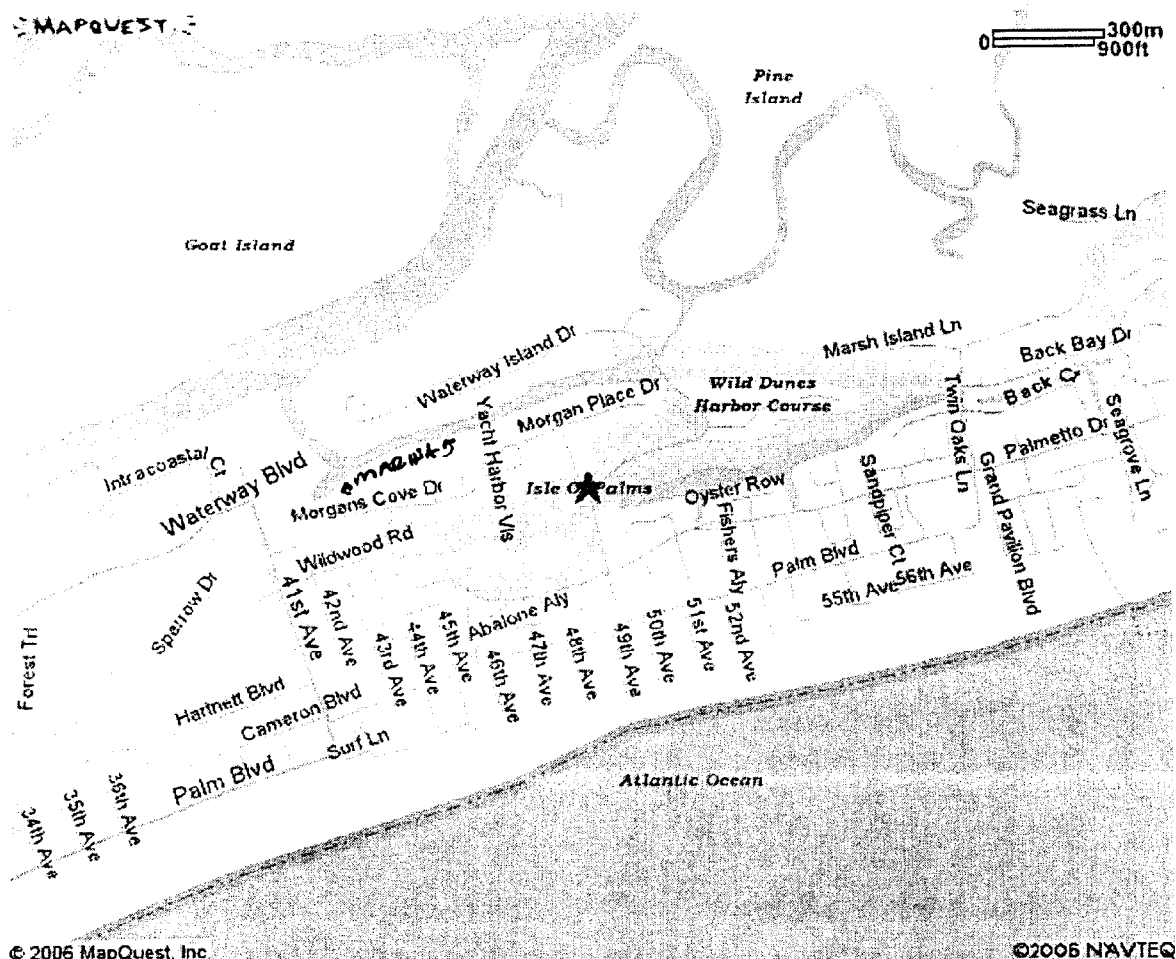 MAPQUEST.
0 300m
900ft
Pine
Island
Seagrass Ln
Goat Island
Waterway Island Dr
Marsh Island Ln
Back Bay Dr
Wild Dunes
Harbor Course
Morgan Place Dr
Back Ct
Twin Oaks Ln
Seagrove Ln
Palmetto Dr
Yacht Harbor Vls
Intracoastal Ct
Waterway Blvd
MARINAS
Morgans Cove Dr
Isle Of Palms
Oyster Row
Sandpiper Ct
Grand Pavilion Blvd
Fishers Aly
Wildwood Rd
Palm Blvd
55th Ave
56th Ave
Sparrow Dr
Forest Trl
41st Ave
42nd Ave
43rd Ave
44th Ave
45th Ave
Abalone Aly
46th Ave
47th Ave
48th Ave
49th Ave
50th Ave
51st Ave
52nd Ave
Hartnett Blvd
Cameron Blvd
Surf Ln
Palm Blvd
34th Ave
35th Ave
36th Ave
Atlantic Ocean
© 2006 MapQuest, Inc
©2006 NAVTEQ